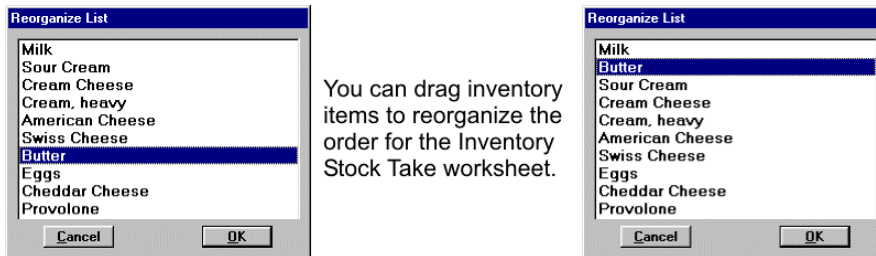 Reorganize List
Milk
Sour Cream
Cream Cheese
Cream, heavy
American Cheese
Swiss Cheese
Butter
Eggs
Cheddar Cheese
Provolone
Cancel
OK
You can drag inventory
items to reorganize the
order for the Inventory
Stock Take worksheet.
Reorganize List
Milk
Butter
Sour Cream
Cream Cheese
Cream, heavy
American Cheese
Swiss Cheese
Eggs
Cheddar Cheese
Provolone
Cancel
OK